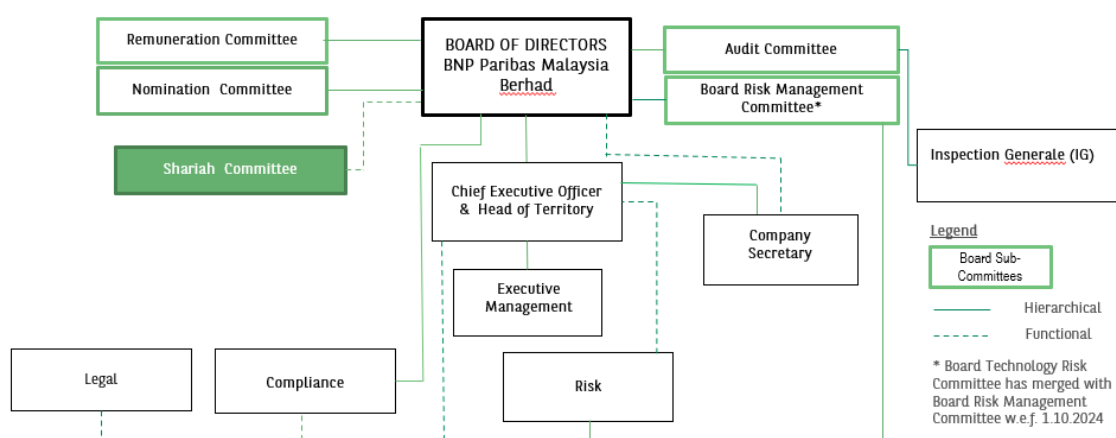 Remuneration Committee
Nomination Committee
Shariah Committee
BOARD OF DIRECTORS
BNP Paribas Malaysia
Berhad
Audit Committee
Board Risk Management
Committee*
Inspection Generale (IG)
Chief Executive Officer
& Head of Territory
Company
Secretary
Executive
Management
Legal
Compliance
Risk
Legend
Board Sub-
Committees
Hierarchical
Functional
* Board Technology Risk
Committee has merged with
Board Risk Management
Committee w.e.f. 1.10.2024